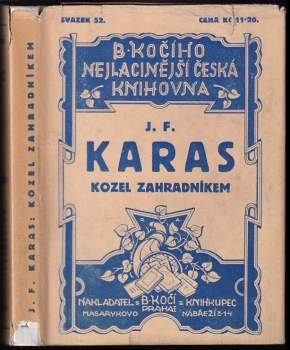 SVAZEK 52.
CENA KČ 11·20.
B·KOČÍHO
NEJLACINĚJŠÍ ČESKÁ
KNIHOVNA
J. F.
KARAS
KOZEL ZAHRADNÍKEM
NAKLADATEL B·KOČÍ KNIHKUPEC
PRAHA I
MASARYKOVO NÁBŘEŽÍ Č·14
J. F. KARAS: KOZEL ZAHRADNÍKEM